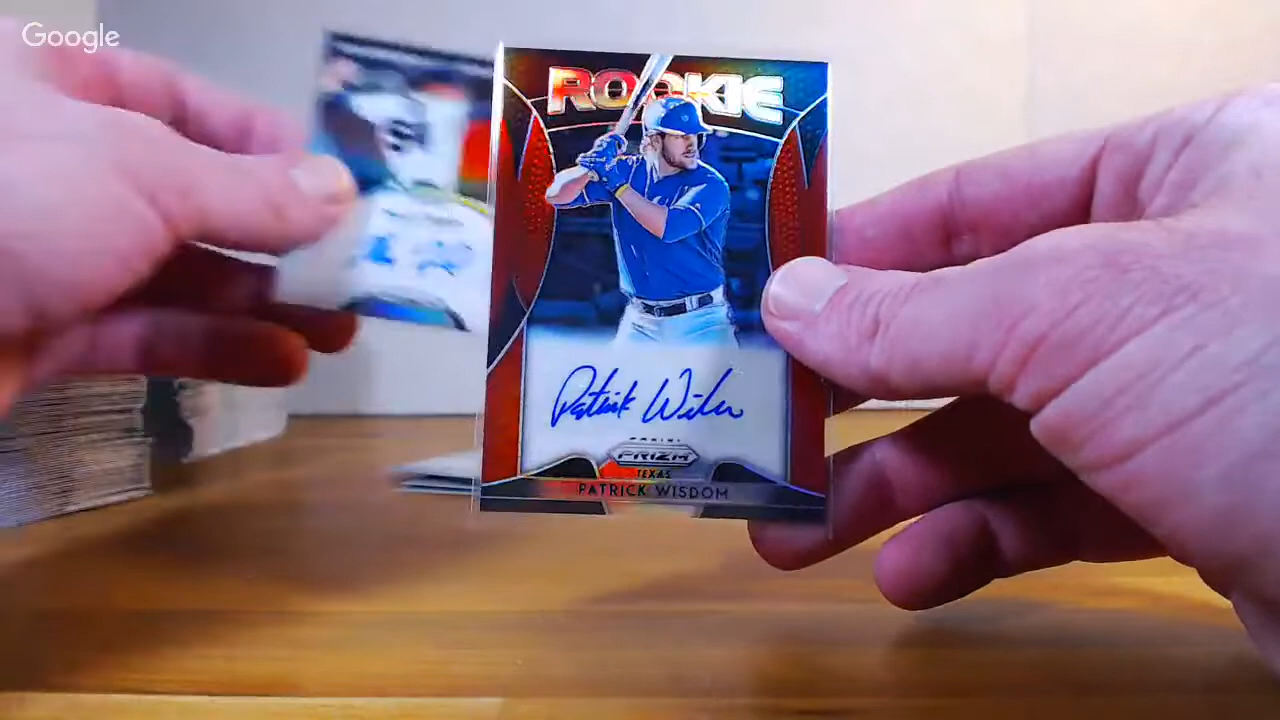 Google
ROOKIE
Patrick Wisdom
PANINI
PRIZM
TEXAS
PATRICK WISDOM